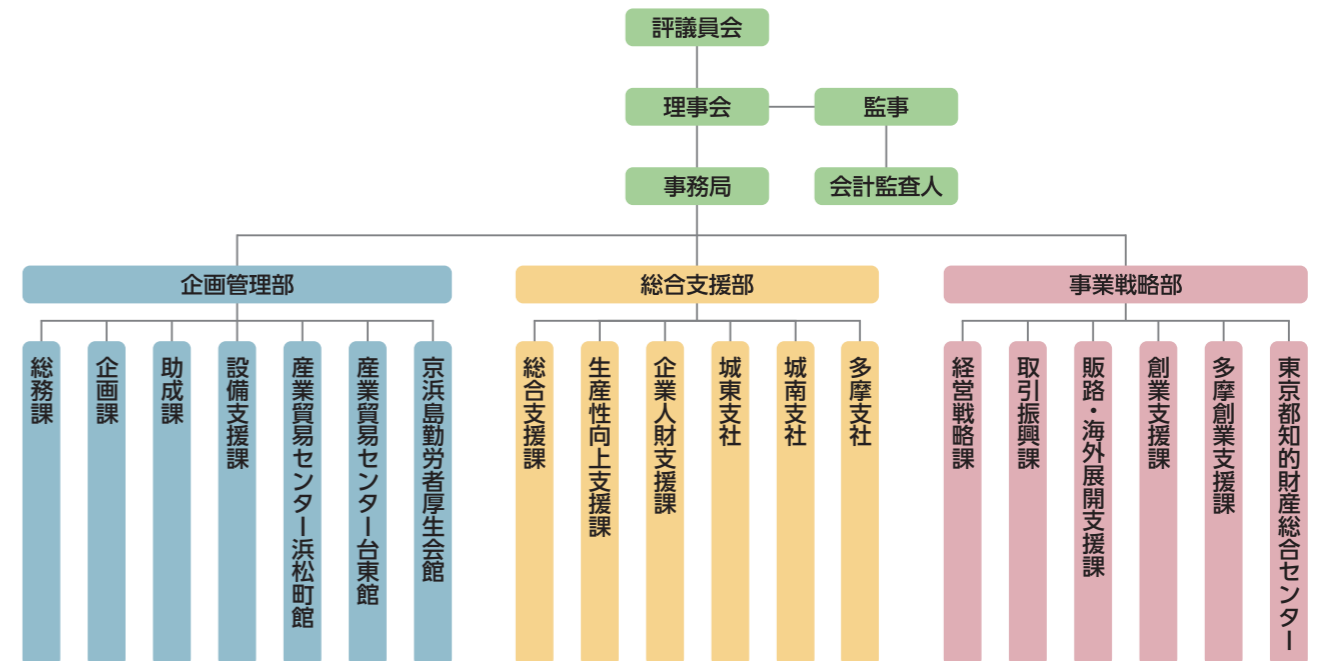 評議員会
理事会
監事
事務局
会計監査人
企画管理部
総合支援部
事業戦略部
総務課
企画課
助成課
設備支援課
産業貿易センター浜松町館
産業貿易センター台東館
京浜島勤労者厚生会館
総合支援課
生産性向上支援課
企業人財支援課
城東支社
城南支社
多摩支社
経営戦略課
取引振興課
販路・海外展開支援課
創業支援課
多摩創業支援課
東京都知的財産総合センター